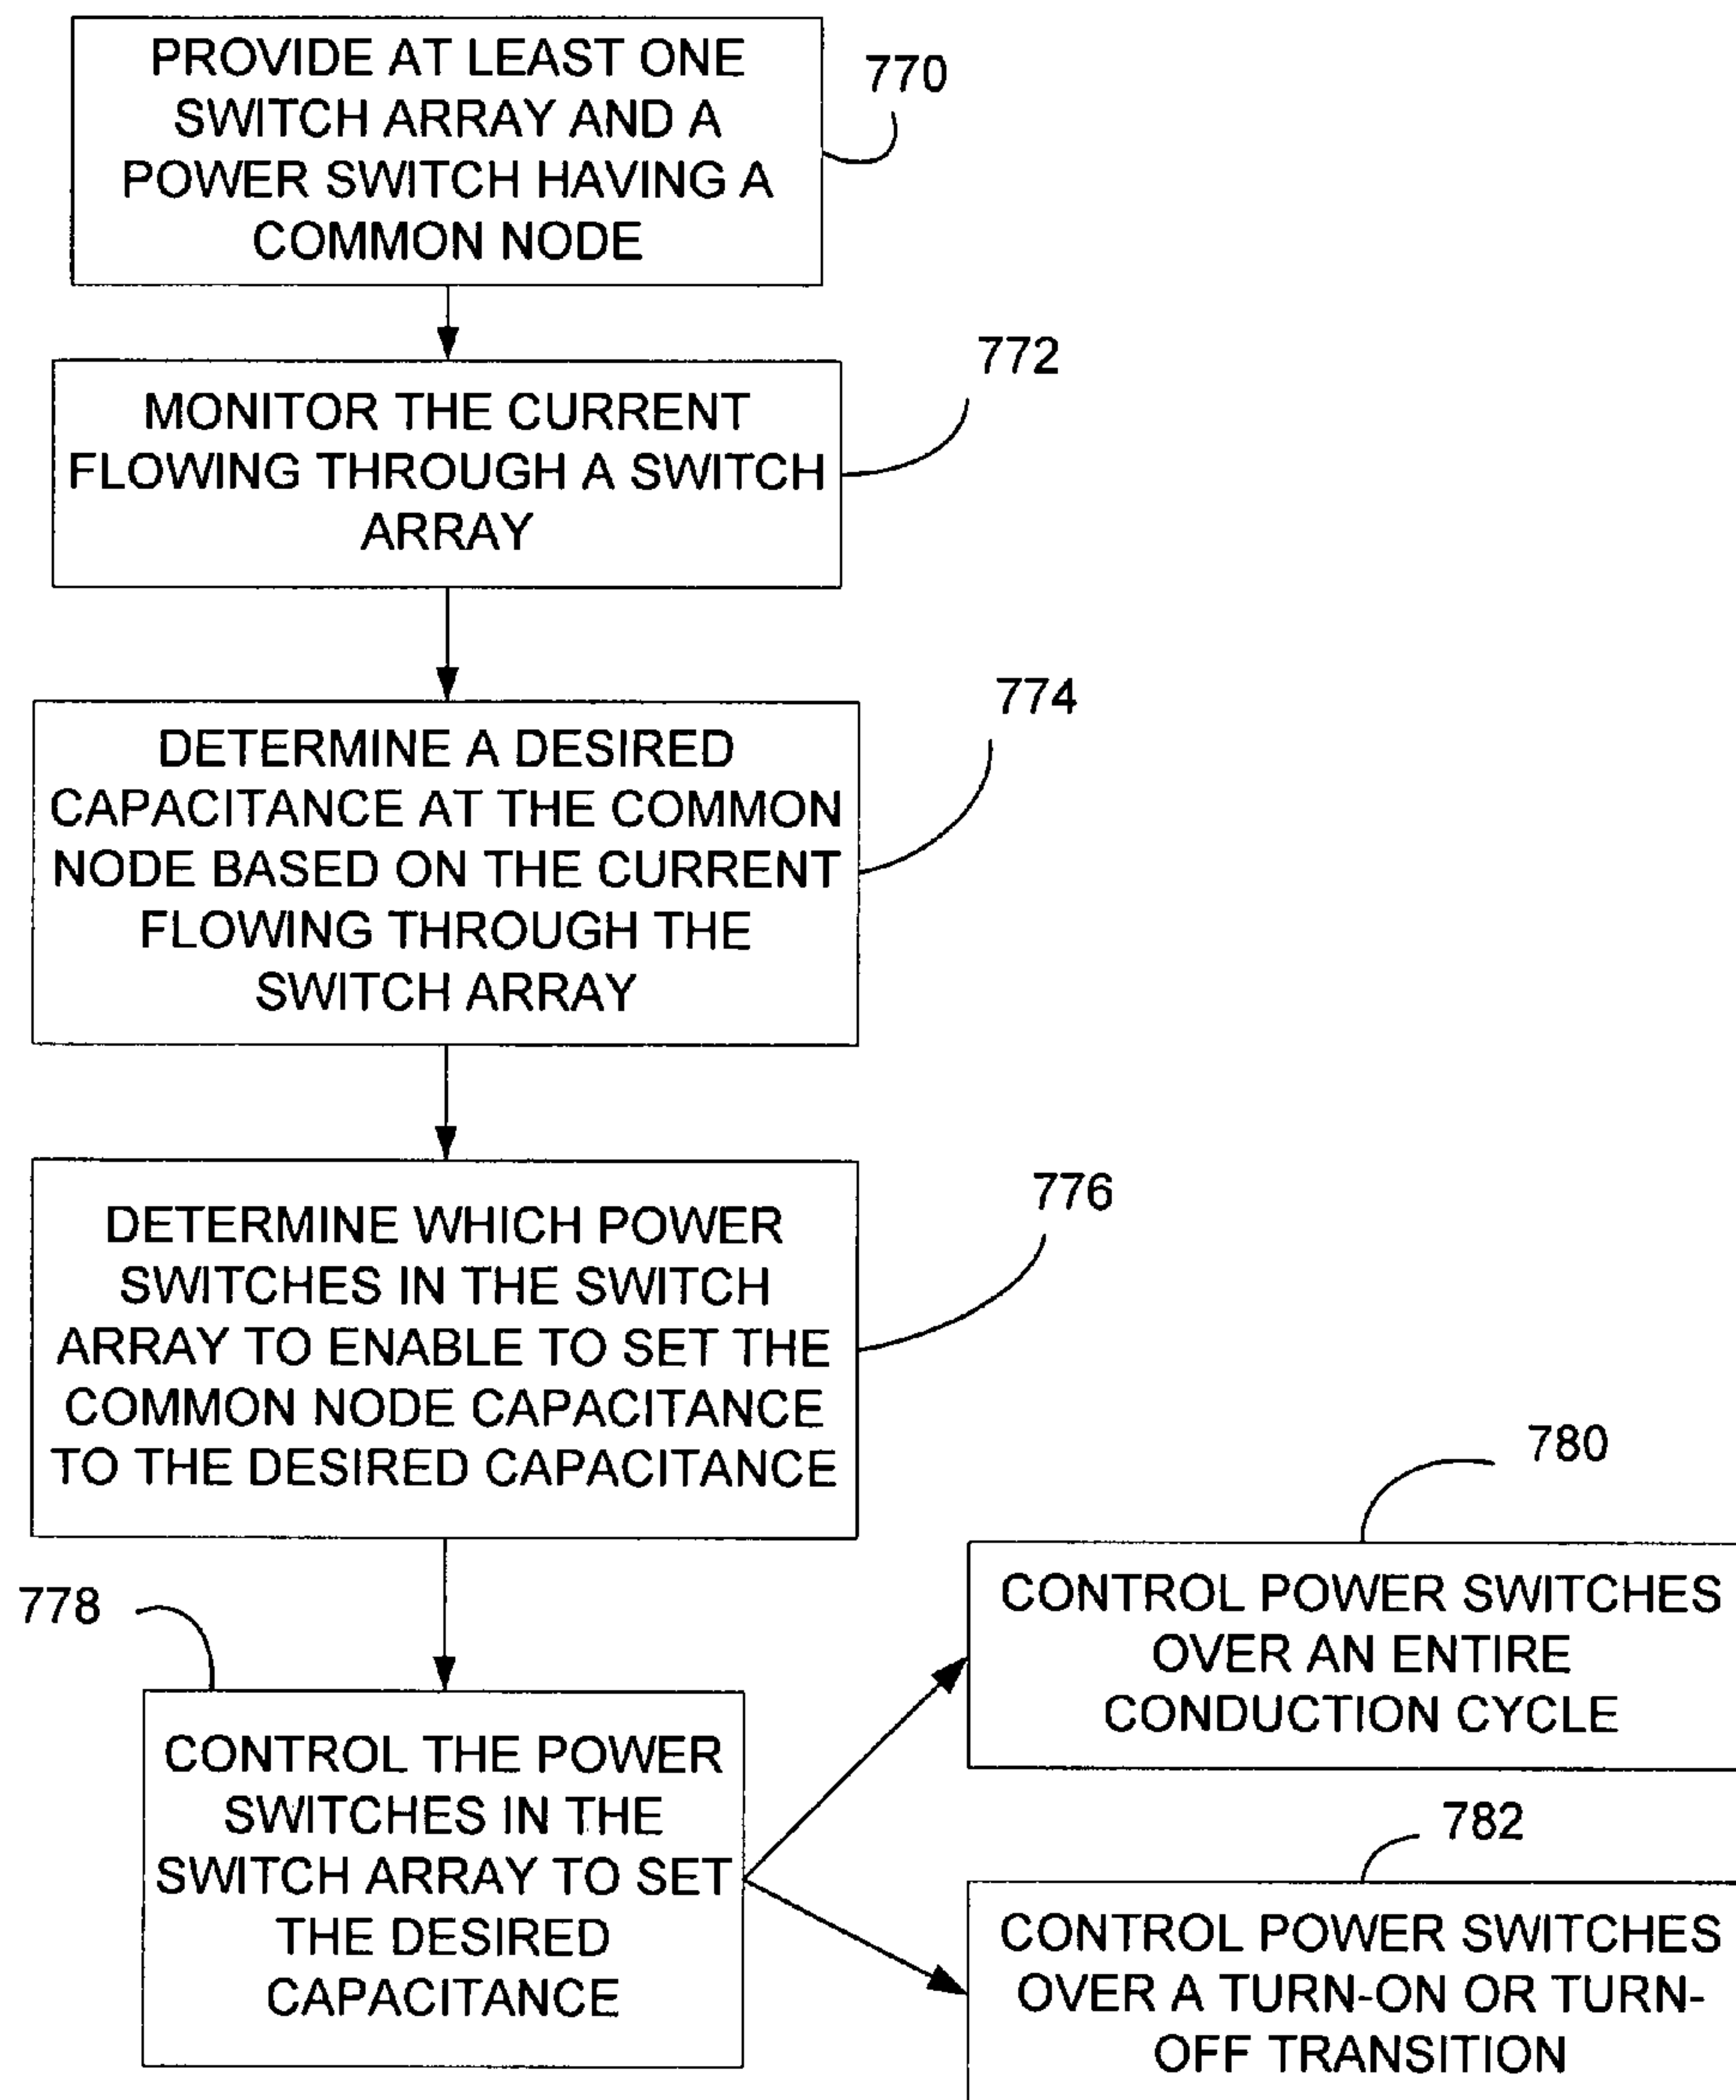 PROVIDE AT LEAST ONE
SWITCH ARRAY AND A
POWER SWITCH HAVING A
COMMON NODE
770
MONITOR THE CURRENT
FLOWING THROUGH A SWITCH
ARRAY
772
DETERMINE A DESIRED
CAPACITANCE AT THE COMMON
NODE BASED ON THE CURRENT
FLOWING THROUGH THE
SWITCH ARRAY
774
DETERMINE WHICH POWER
SWITCHES IN THE SWITCH
ARRAY TO ENABLE TO SET THE
COMMON NODE CAPACITANCE
TO THE DESIRED CAPACITANCE
776
778
CONTROL THE POWER
SWITCHES IN THE
SWITCH ARRAY TO SET
THE DESIRED
CAPACITANCE
780
CONTROL POWER SWITCHES
OVER AN ENTIRE
CONDUCTION CYCLE
782
CONTROL POWER SWITCHES
OVER A TURN-ON OR TURN-
OFF TRANSITION